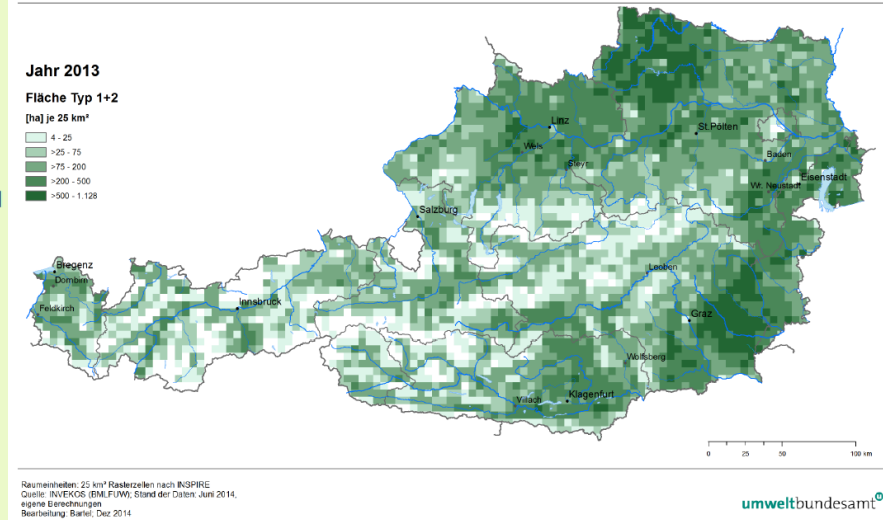 Jahr 2013
Fläche Typ 1+2
[ha] je 25 km²
4 - 25
>25 - 75
>75 - 200
>200 - 500
>500 - 1.128
Linz
Wels
Steyr
St.Pölten
Baden
Eisenstadt
Wr. Neustadt
Salzburg
Bregenz
Dornbirn
Feldkirch
Innsbruck
Leoben
Graz
Wolfsberg
Villach
Klagenfurt
0 25 50 100 km
Raumeinheiten: 25 km² Rasterzellen nach INSPIRE
Quelle: INVEKOS (BMLFUW); Stand der Daten: Juni 2014,
eigene Berechnungen
Bearbeitung: Bartel; Dez 2014
umweltbundesamt